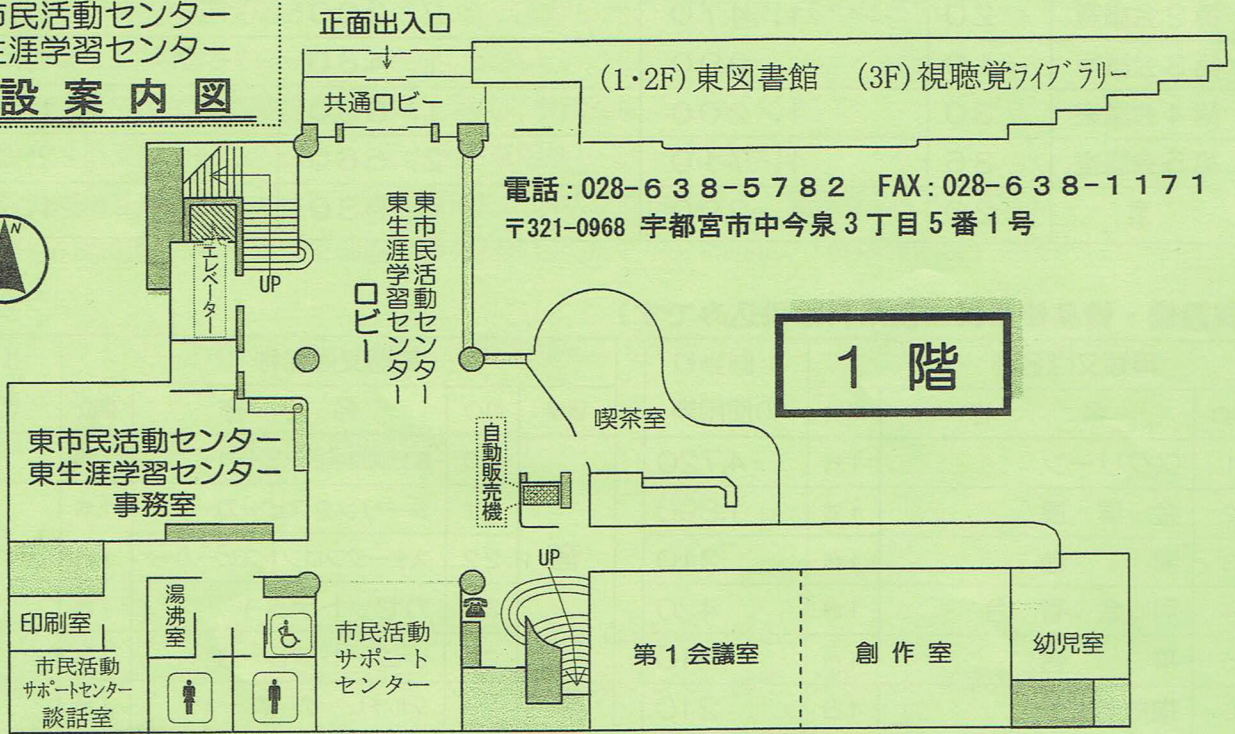 市民活動センター
生涯学習センター
設 案 内 図
正面出入口
共通ロビー
(1・2F) 東図書館 (3F) 視聴覚ライブラリー
電話:028-638-5782 FAX:028-638-1171
〒321-0968 宇都宮市中今泉3丁目5番1号
N
UP
エレベーター
東市民活動センター
東生涯学習センター
ロビー
1 階
喫茶室
自動販売機
東市民活動センター
東生涯学習センター
事務室
UP
印刷室
湯沸室
市民活動
サポート
センター
第1会議室
創作室
幼児室
市民活動
サポートセンター
談話室